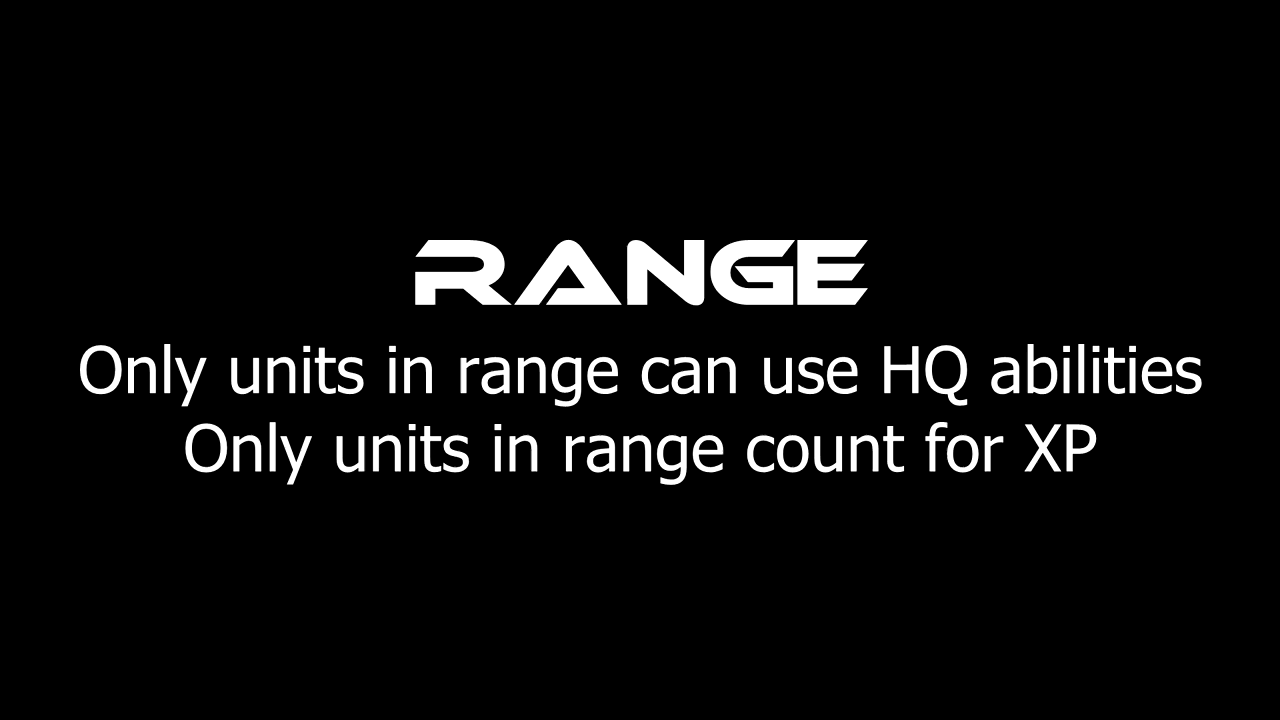 RANGE
Only units in range can use HQ abilities
Only units in range count for XP